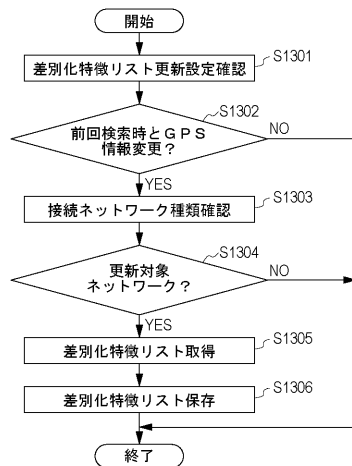 開始
差別化特徴リスト更新設定確認
S1301
前回検索時とGPS
情報変更？
S1302
NO
YES
接続ネットワーク種類確認
S1303
更新対象
ネットワーク？
S1304
NO
YES
差別化特徴リスト取得
S1305
差別化特徴リスト保存
S1306
終了